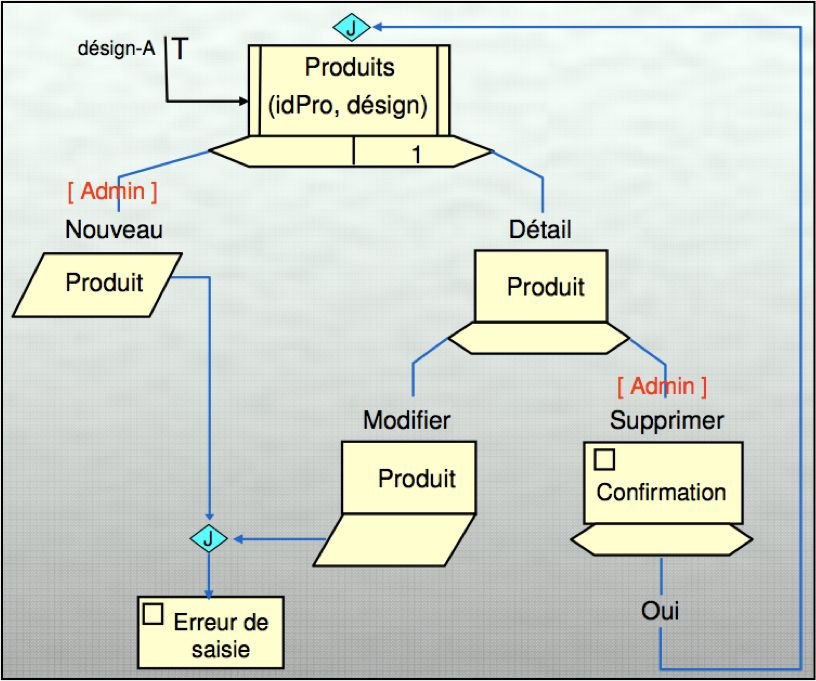 J
désign-A T
Produits
(idPro, désign)
1
[ Admin ]
Nouveau
Détail
Produit
Produit
[ Admin ]
Modifier
Supprimer
Produit
Confirmation
J
Erreur de
saisie
Oui